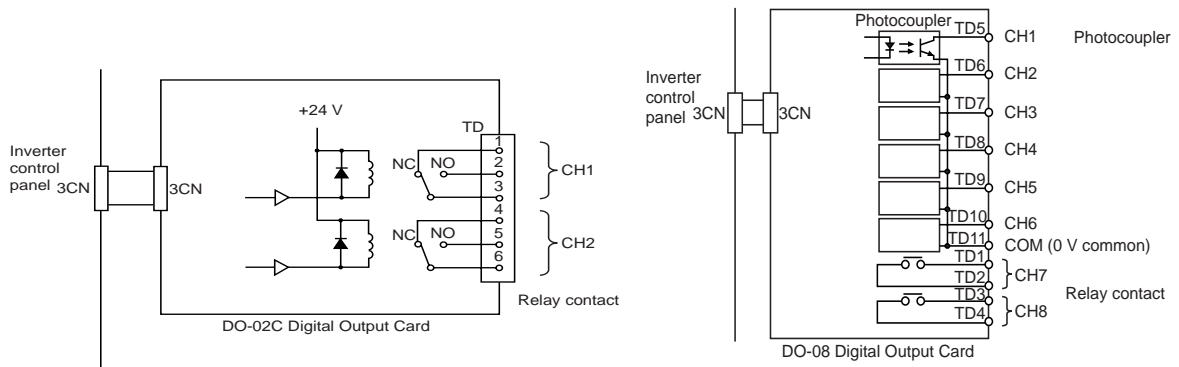 Inverter
control
panel 3CN
3CN
+24 V
TD
NC NO
1
2
3
CH1
NC NO
4
5
6
CH2
Relay contact
DO-02C Digital Output Card
Photocoupler
TD5
CH1
Photocoupler
TD6
CH2
Inverter
control
panel 3CN
3CN
TD7
CH3
TD8
CH4
TD9
CH5
TD10
CH6
TD11
COM (0 V common)
TD1
TD2
CH7
Relay contact
TD3
TD4
CH8
DO-08 Digital Output Card